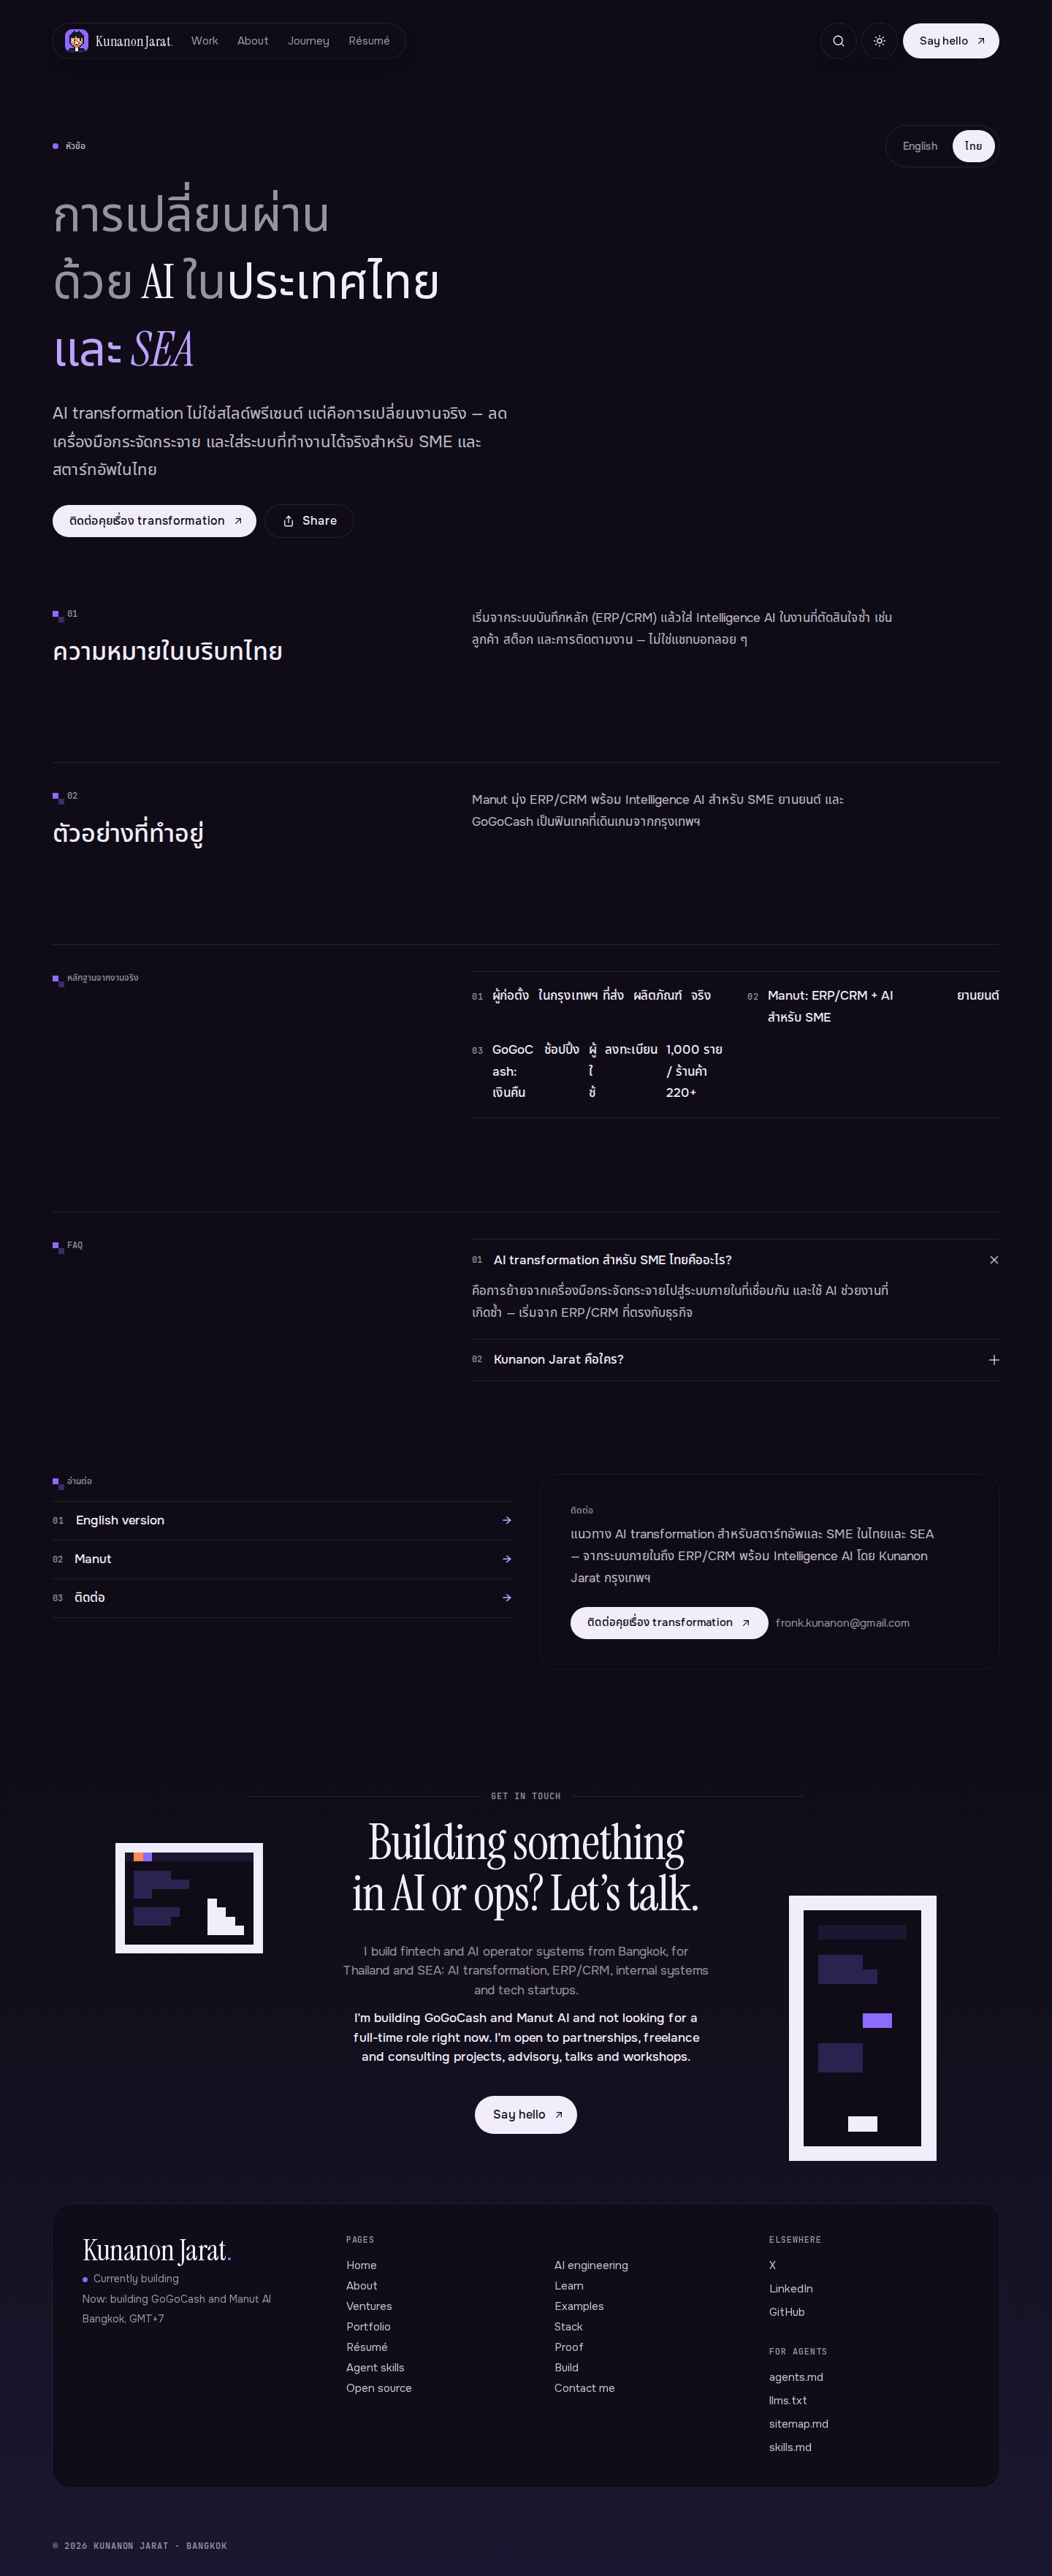 Kunanon Jarat.
Work
About
Journey
Résumé
Say hello
หัวข้อ
English
ไทย
การเปลี่ยนผ่าน
ด้วย AI ในประเทศไทย
และ SEA
AI transformation ไม่ใช่สไลด์พรีเซนต์ แต่คือการเปลี่ยนงานจริง — ลด
เครื่องมือกระจัดกระจาย และใส่ระบบที่ทำงานได้จริงสำหรับ SME และ
สตาร์ทอัพในไทย
ติดต่อคุยเรื่อง transformation
Share
01
ความหมายในบริบทไทย
เริ่มจากระบบบันทึกหลัก (ERP/CRM) แล้วใส่ Intelligence AI ในงานที่ตัดสินใจซ้ำ เช่น
ลูกค้า สต็อก และการติดตามงาน — ไม่ใช่แชทบอทลอย ๆ
02
ตัวอย่างที่ทำอยู่
Manut มุ่ง ERP/CRM พร้อม Intelligence AI สำหรับ SME ยานยนต์ และ
GoGoCash เป็นฟินเทคที่เดินเกมจากกรุงเทพฯ
หลักฐานจากงานจริง
01 ผู้ก่อตั้ง ในกรุงเทพฯ ที่ส่ง ผลิตภัณฑ์ จริง
02 Manut: ERP/CRM + AI ยานยนต์
สำหรับ SME
03 GoGoC ช้อปปิ้ง ผู้ ลงทะเบียน 1,000 ราย
ash: ใ / ร้านค้า
เงินคืน ช้ 220+
FAQ
01 AI transformation สำหรับ SME ไทยคืออะไร?
คือการย้ายจากเครื่องมือกระจัดกระจายไปสู่ระบบภายในที่เชื่อมกัน และใช้ AI ช่วยงานที่
เกิดซ้ำ — เริ่มจาก ERP/CRM ที่ตรงกับธุรกิจ
02 Kunanon Jarat คือใคร?
อ่านต่อ
01 English version
02 Manut
03 ติดต่อ
ติดต่อ
แนวทาง AI transformation สำหรับสตาร์ทอัพและ SME ในไทยและ SEA
— จากระบบภายในถึง ERP/CRM พร้อม Intelligence AI โดย Kunanon
Jarat กรุงเทพฯ
ติดต่อคุยเรื่อง transformation
fronk.kunanon@gmail.com
GET IN TOUCH
Building something
in AI or ops? Let's talk.
I build fintech and AI operator systems from Bangkok, for
Thailand and SEA: AI transformation, ERP/CRM, internal systems
and tech startups.
I'm building GoGoCash and Manut AI and not looking for a
full-time role right now. I'm open to partnerships, freelance
and consulting projects, advisory, talks and workshops.
Say hello
Kunanon Jarat.
Currently building
Now: building GoGoCash and Manut AI
Bangkok, GMT+7
PAGES
Home
About
Ventures
Portfolio
Résumé
Agent skills
Open source
AI engineering
Learn
Examples
Stack
Proof
Build
Contact me
ELSEWHERE
X
LinkedIn
GitHub
FOR AGENTS
agents.md
llms.txt
sitemap.md
skills.md
© 2026 KUNANON JARAT · BANGKOK